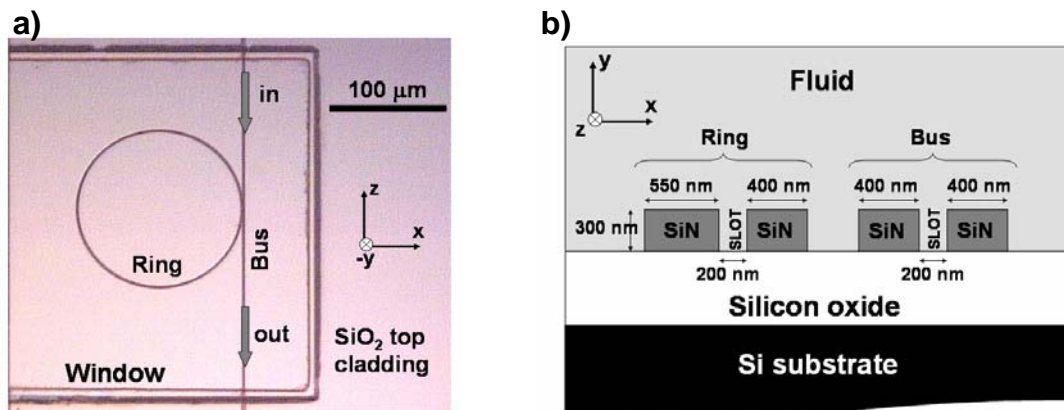 a)
in
100 μm
z
x
-y
Ring
Bus
out
SiO2 top
cladding
Window
b)
y
x
z
Fluid
Ring
Bus
550 nm
400 nm
400 nm
400 nm
300 nm
SiN
SLOT
SiN
SiN
SLOT
SiN
200 nm
200 nm
Silicon oxide
Si substrate